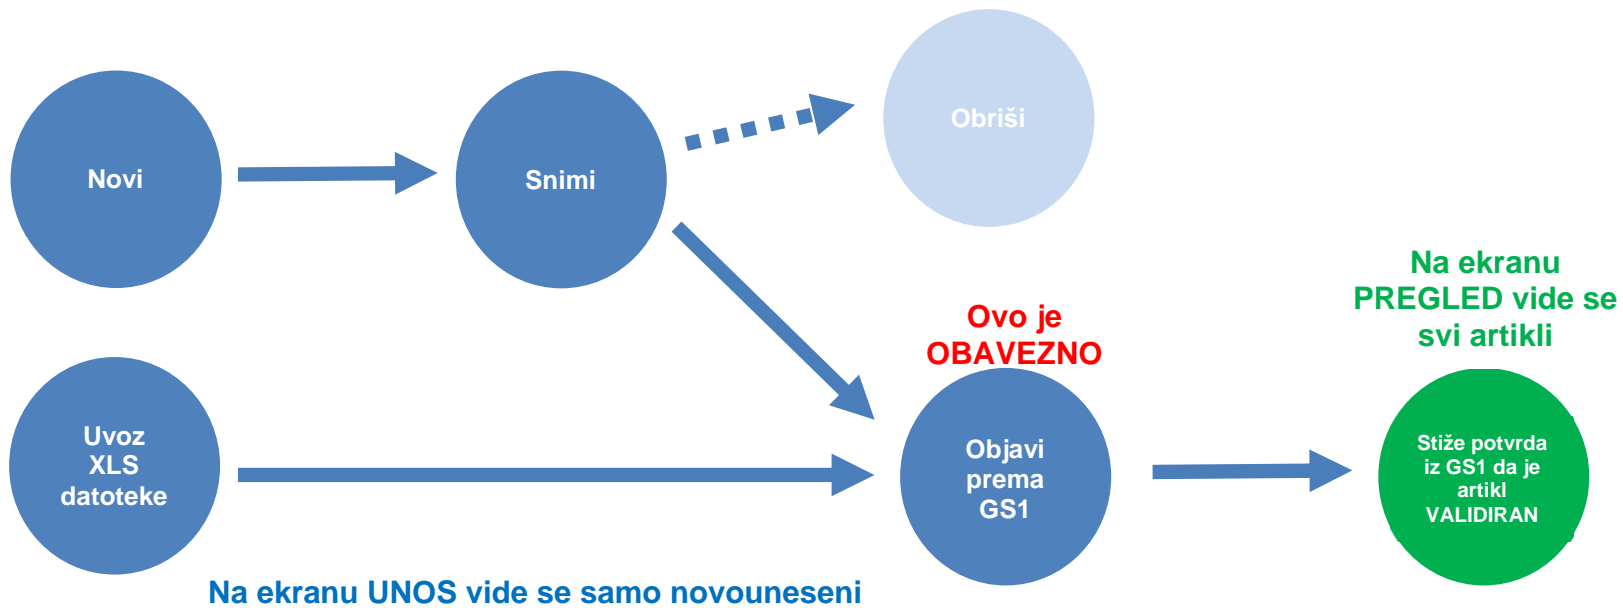 Novi
Snimi
Obriši
Na ekranu
PREGLED vide se
svi artikli
Ovo je
OBAVEZNO
Uvoz
XLS
datoteke
Objavi
prema
GS1
Stiže potvrda
iz GS1 da je
artikl
VALIDIRAN
Na ekranu UNOS vide se samo novouneseni